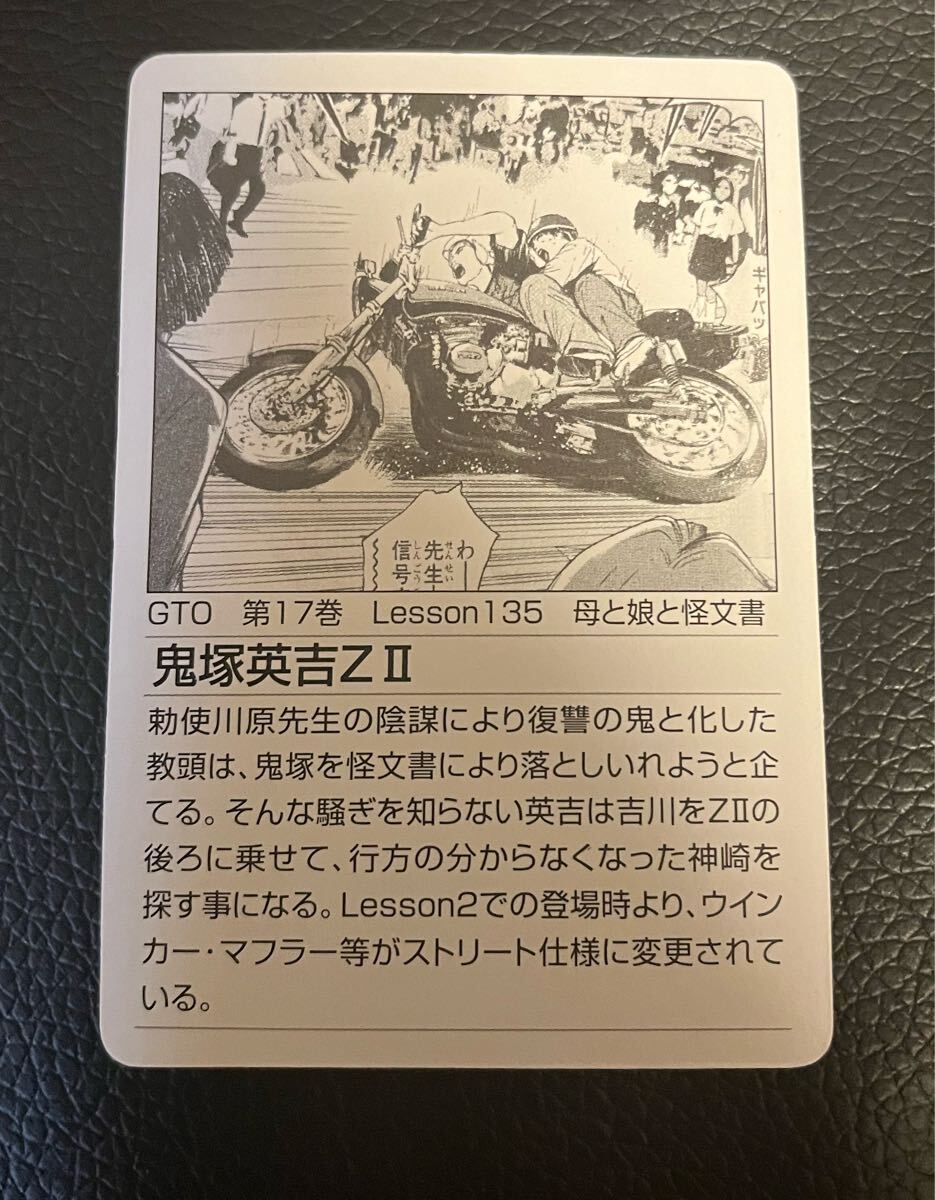 ギャバッ
わ
先生
せんせい
信号
しんごう
GTO 第17巻 Lesson135 母と娘と怪文書
鬼塚英吉ZⅡ
勅使川原先生の陰謀により復讐の鬼と化した
教頭は、鬼塚を怪文書により落としいれようと企
てる。そんな騒ぎを知らない英吉は吉川をZⅡの
後ろに乗せて、行方の分からなくなった神崎を
探す事になる。Lesson2での登場時より、ウイン
カー・マフラー等がストリート仕様に変更されて
いる。